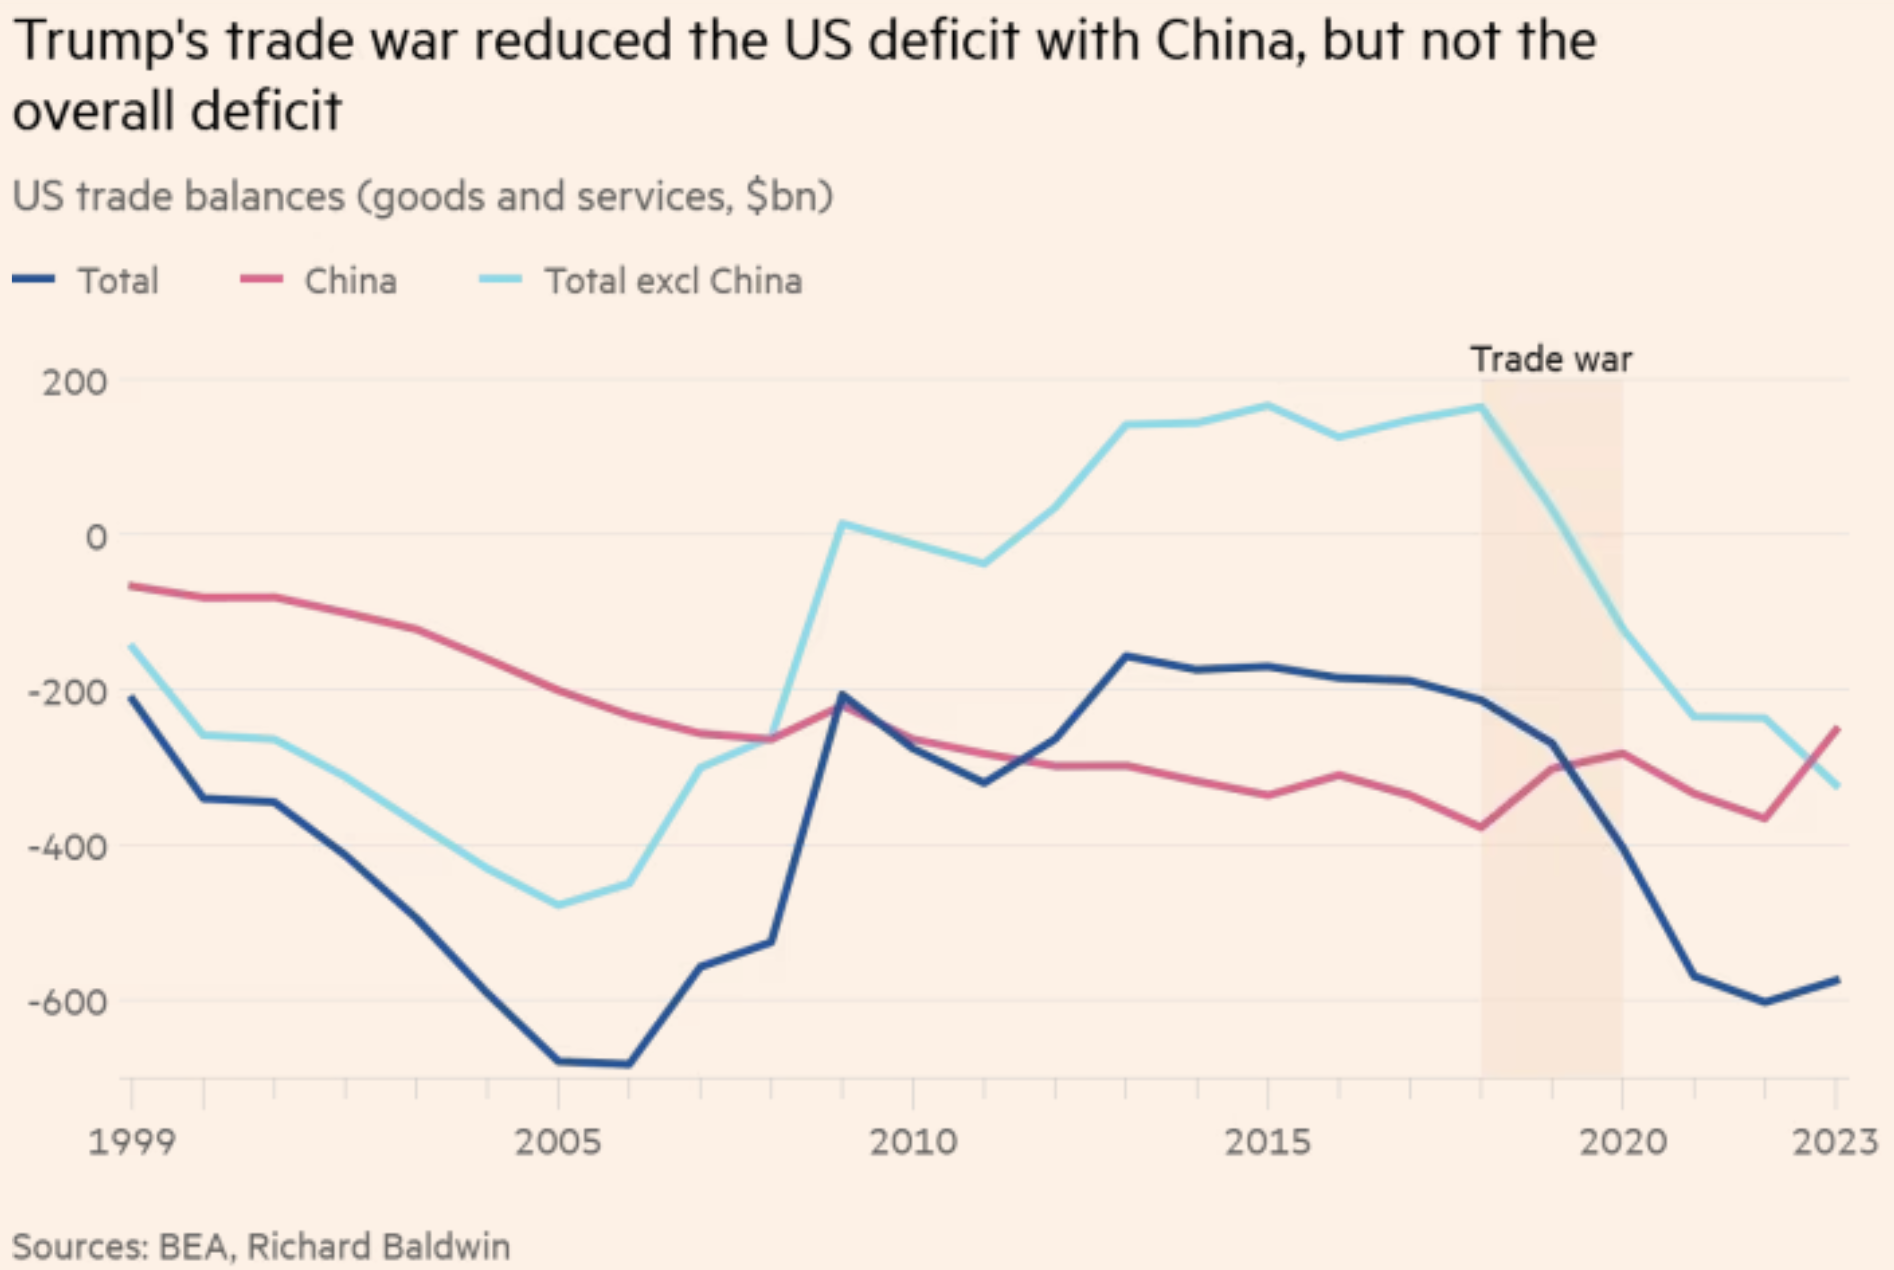 Trump's trade war reduced the US deficit with China, but not the
overall deficit
US trade balances (goods and services, $bn)
Total China Total excl China
Trade war
200
0
-200
-400
-600
1999 2005 2010 2015 2020 2023
Sources: BEA, Richard Baldwin